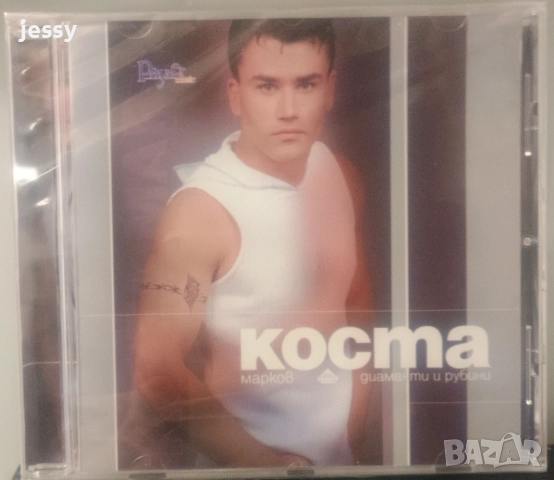 jessy
Payner
Коста
марков диаманти и рубини
BAZAR